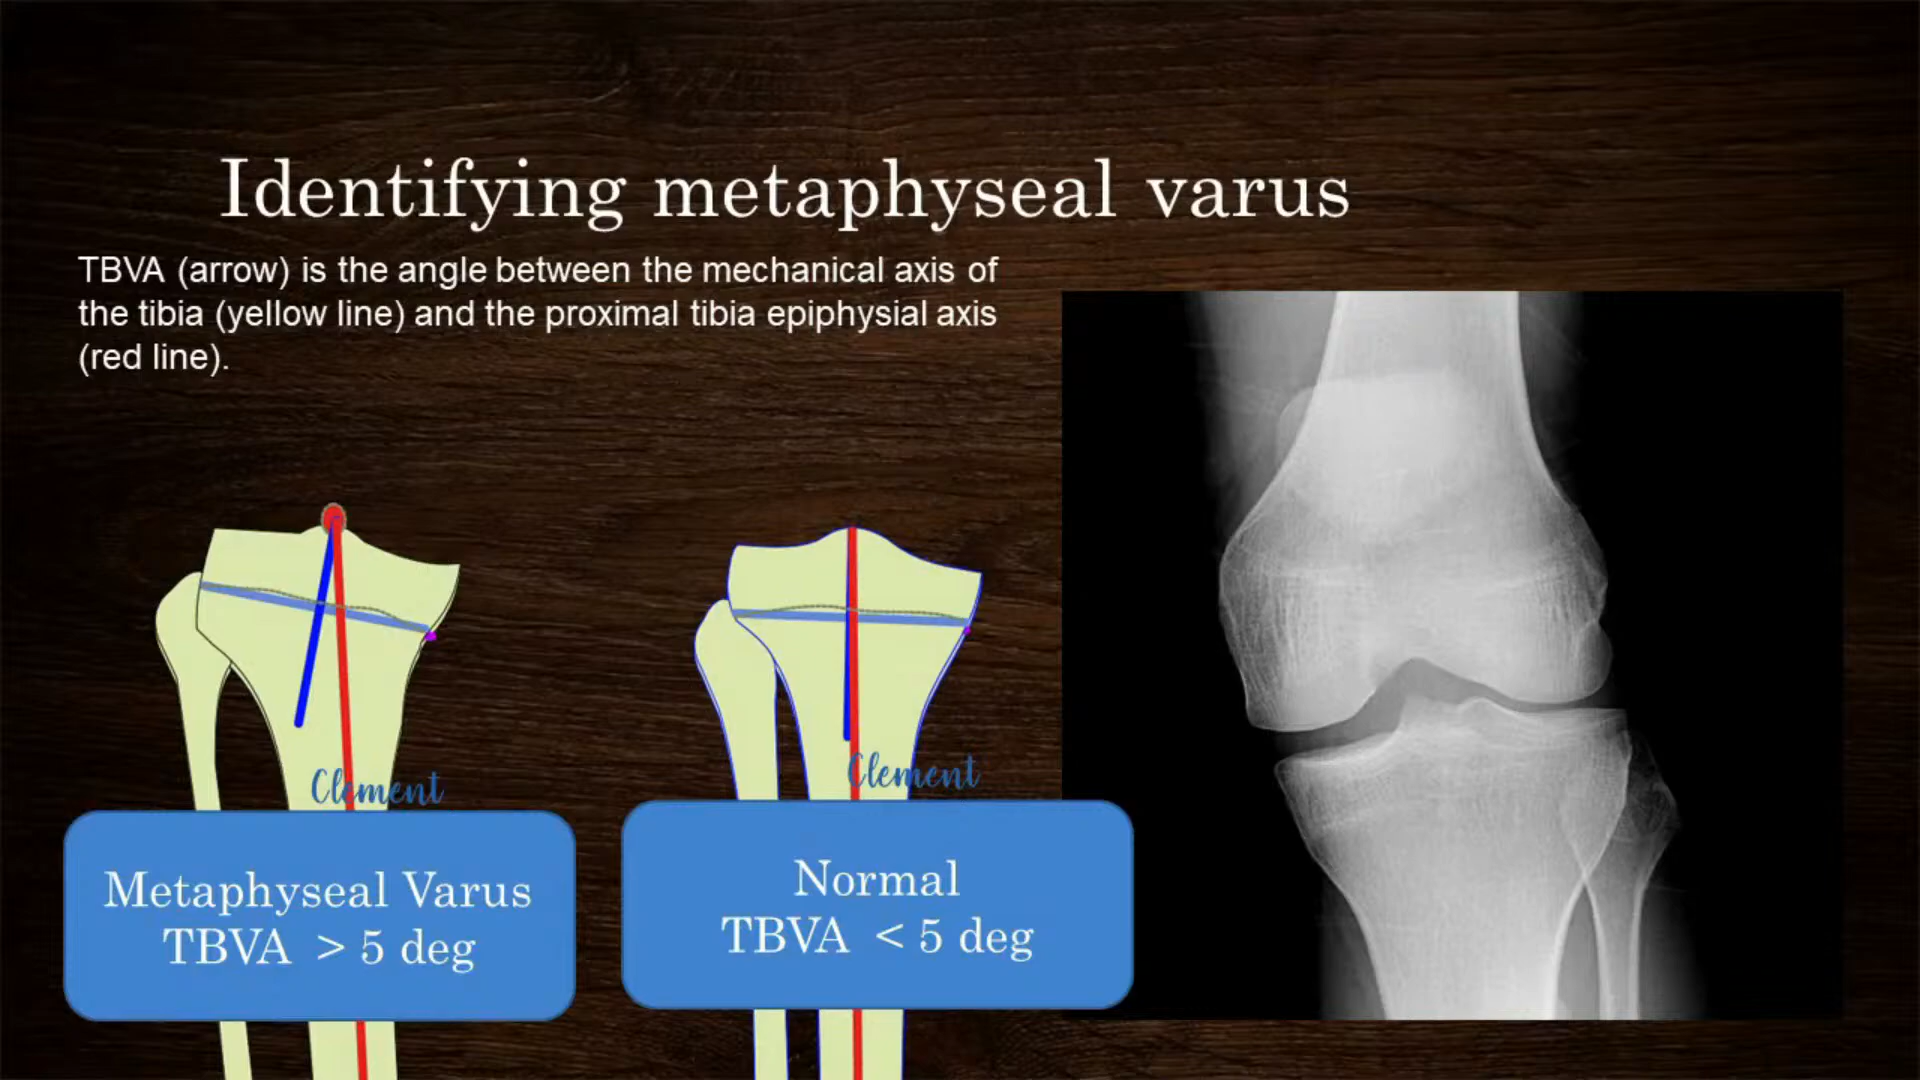 Identifying metaphyseal varus
TBVA (arrow) is the angle between the mechanical axis of
the tibia (yellow line) and the proximal tibia epiphysial axis
(red line).
Clement
Metaphyseal Varus
TBVA > 5 deg
Clement
Normal
TBVA < 5 deg